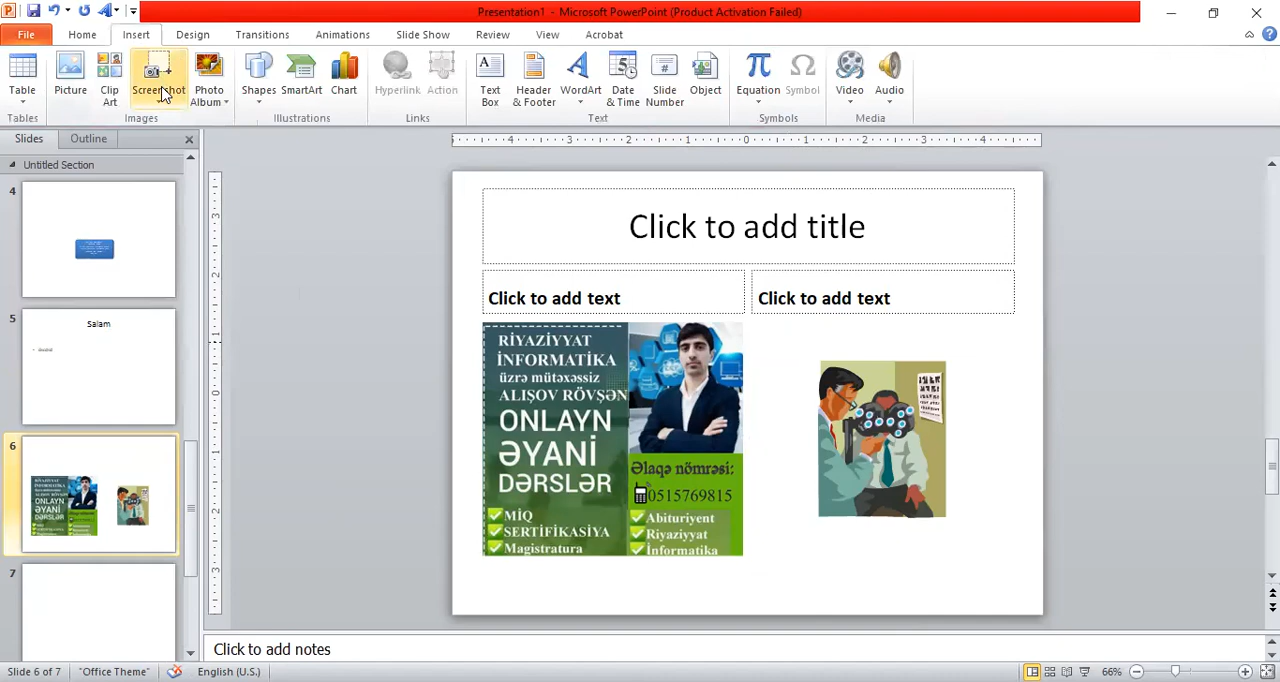 Presentation1 - Microsoft PowerPoint (Product Activation Failed)
File Home Insert Design Transitions Animations Slide Show Review View Acrobat
Table Picture Clip Art Screenshot Photo Album Shapes SmartArt Chart Hyperlink Action Text Box Header & Footer WordArt Date & Time Slide Number Object Equation Symbol Video Audio
Tables Images Illustrations Links Text Symbols Media
Slides Outline
Untitled Section
4
5
Salam
6
7
Click to add title
Click to add text
Click to add text
RİYAZİYYAT
İNFORMATİKA
üzrə mütəxəssiz
ALIŞOV RÖVŞƏN
ONLAYN
ƏYANİ
DƏRSLƏR
MİQ
SERTİFİKASİYA
Magistratura
Əlaqə nömrəsi:
0515769815
Abituriyent
Riyaziyyat
İnformatika
Click to add notes
Slide 6 of 7 "Office Theme" English (U.S.) 66%